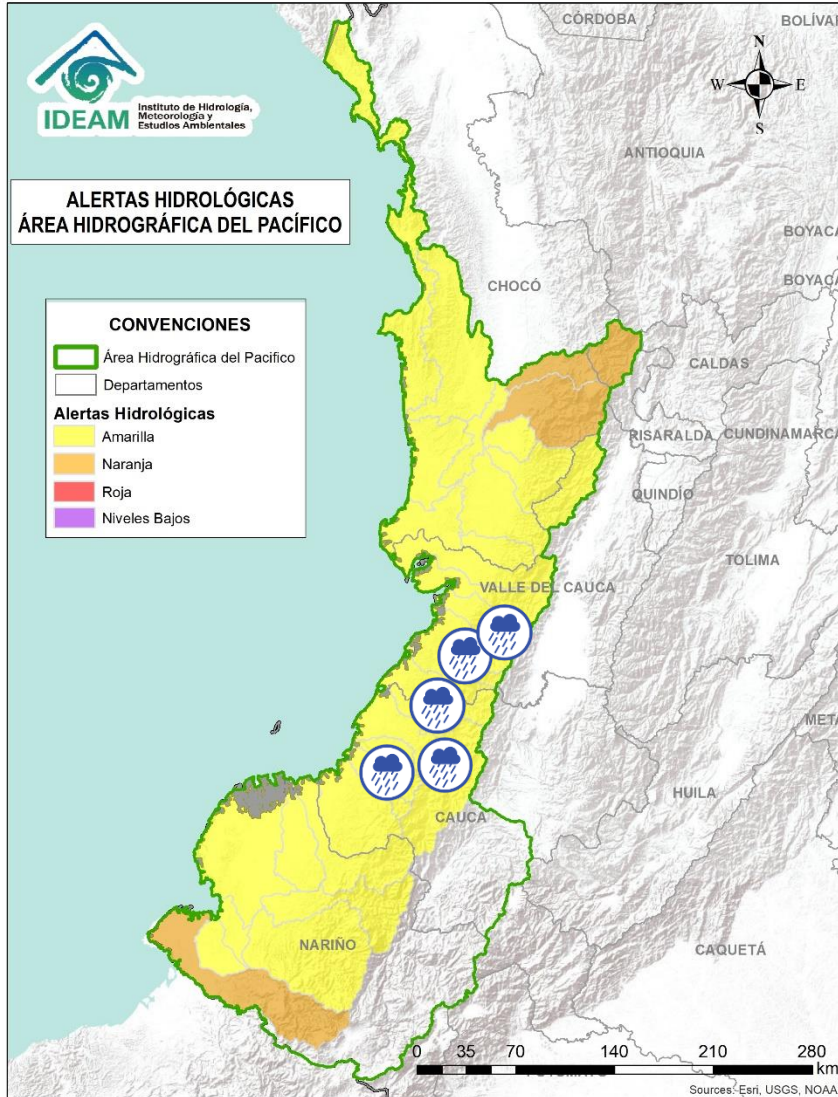 CÓRDOBA
BOLÍVAR
IDEAM
Instituto de Hidrología,
Meteorología y
Estudios Ambientales
N
W
E
S
ANTIOQUIA
ALERTAS HIDROLÓGICAS
ÁREA HIDROGRÁFICA DEL PACÍFICO
BOYACÁ
BOYACÁ
CHOCÓ
CONVENCIONES
Área Hidrográfica del Pacifico
Departamentos
Alertas Hidrológicas
Amarilla
Naranja
Roja
Niveles Bajos
CALDAS
RISARALDA
CUNDINAMARCA
QUINDÍO
TOLIMA
VALLE DEL CAUCA
META
HUILA
CAUCA
NARIÑO
CAQUETÁ
0 35 70 140 210 280
km
Sources: Esri, USGS, NOAA